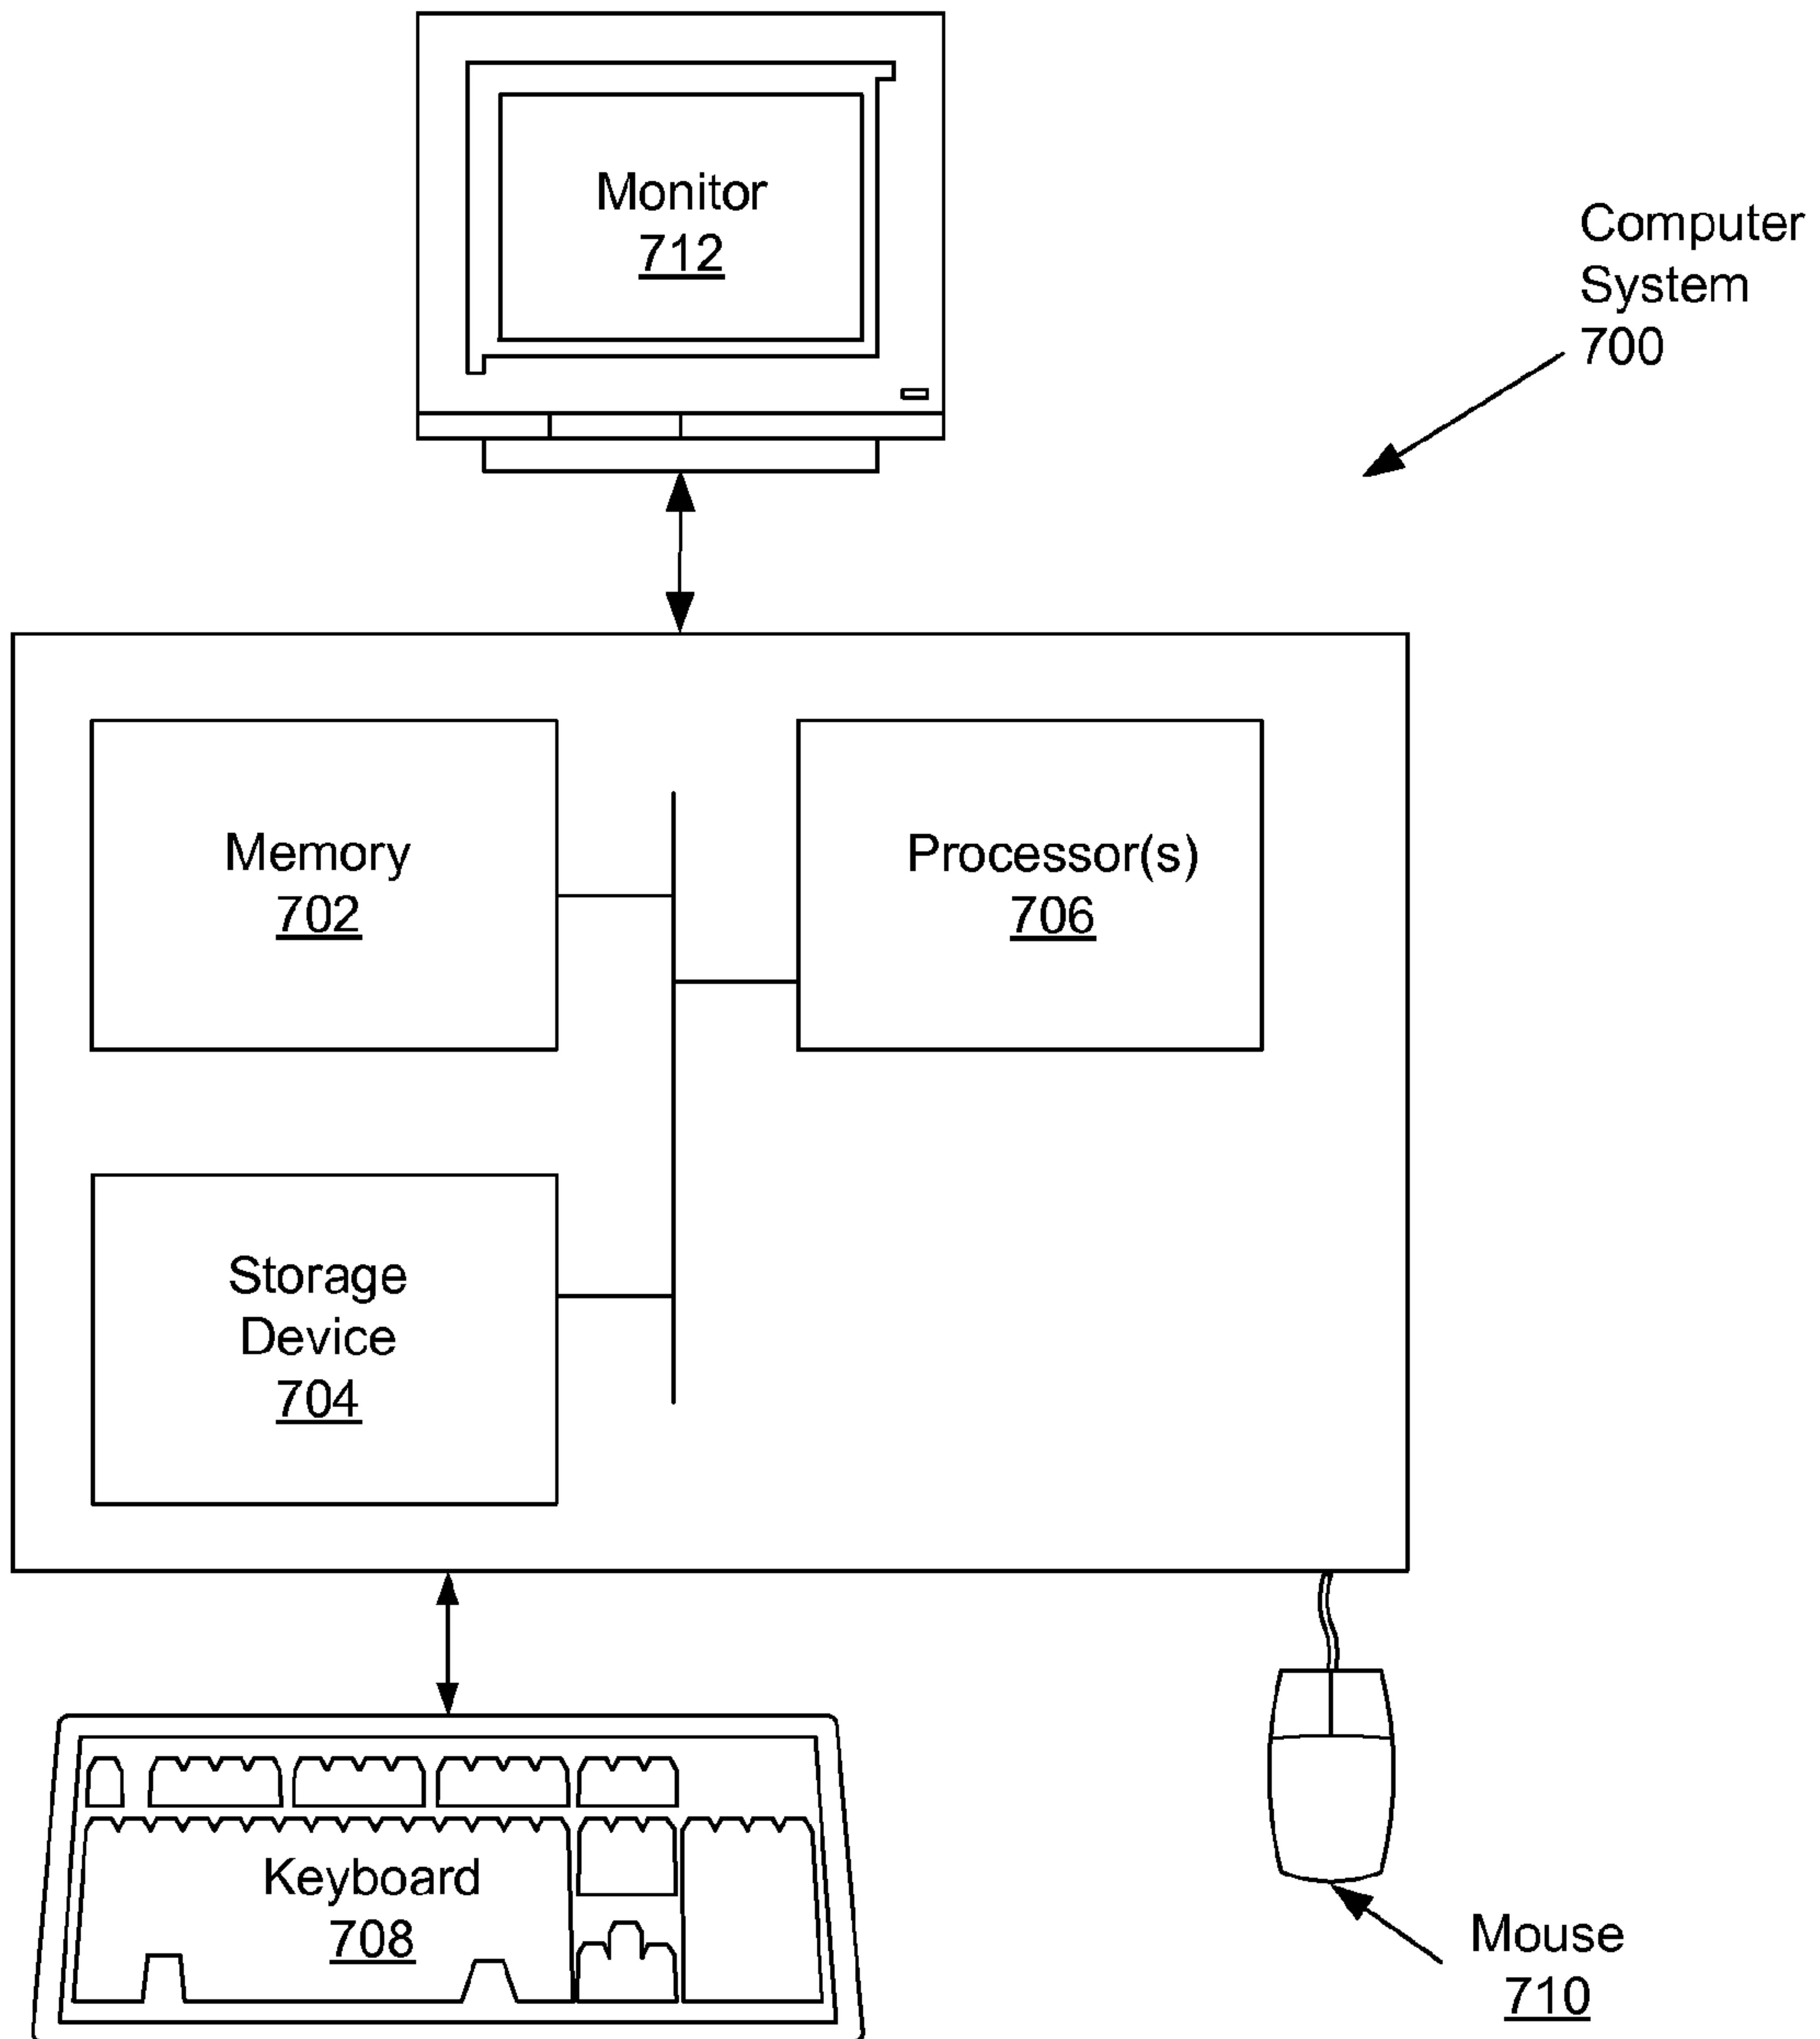 Monitor
712
Computer
System
700
Memory
702
Processor(s)
706
Storage
Device
704
Keyboard
708
Mouse
710